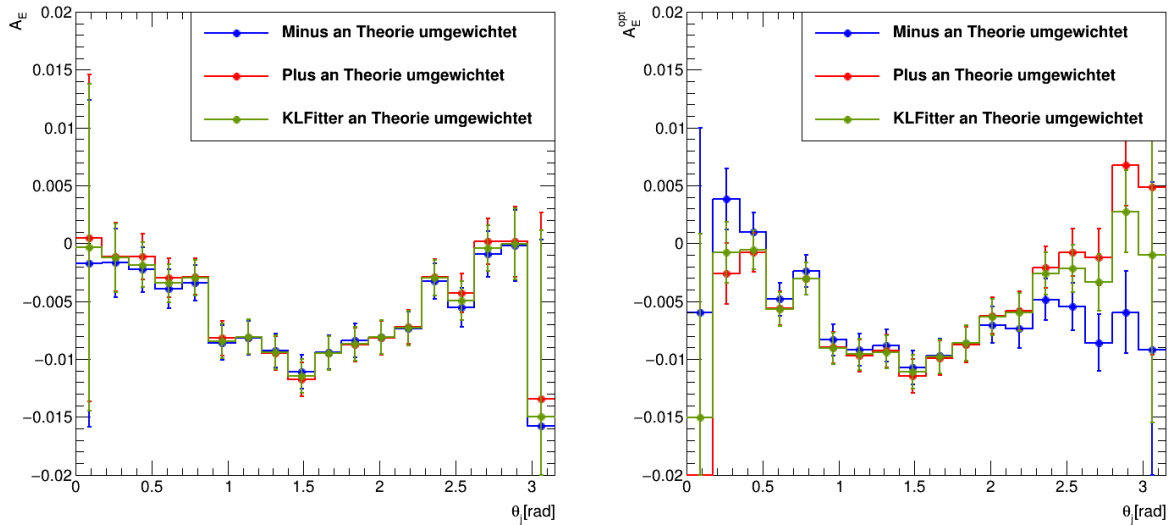 A_E
0.02
0.015
0.01
0.005
0
−0.005
−0.01
−0.015
−0.02
0 0.5 1 1.5 2 2.5 3
θ_j[rad]
Minus an Theorie umgewichtet
Plus an Theorie umgewichtet
KLFitter an Theorie umgewichtet
A_E^opt
0.02
0.015
0.01
0.005
0
−0.005
−0.01
−0.015
−0.02
0 0.5 1 1.5 2 2.5 3
θ_j[rad]
Minus an Theorie umgewichtet
Plus an Theorie umgewichtet
KLFitter an Theorie umgewichtet